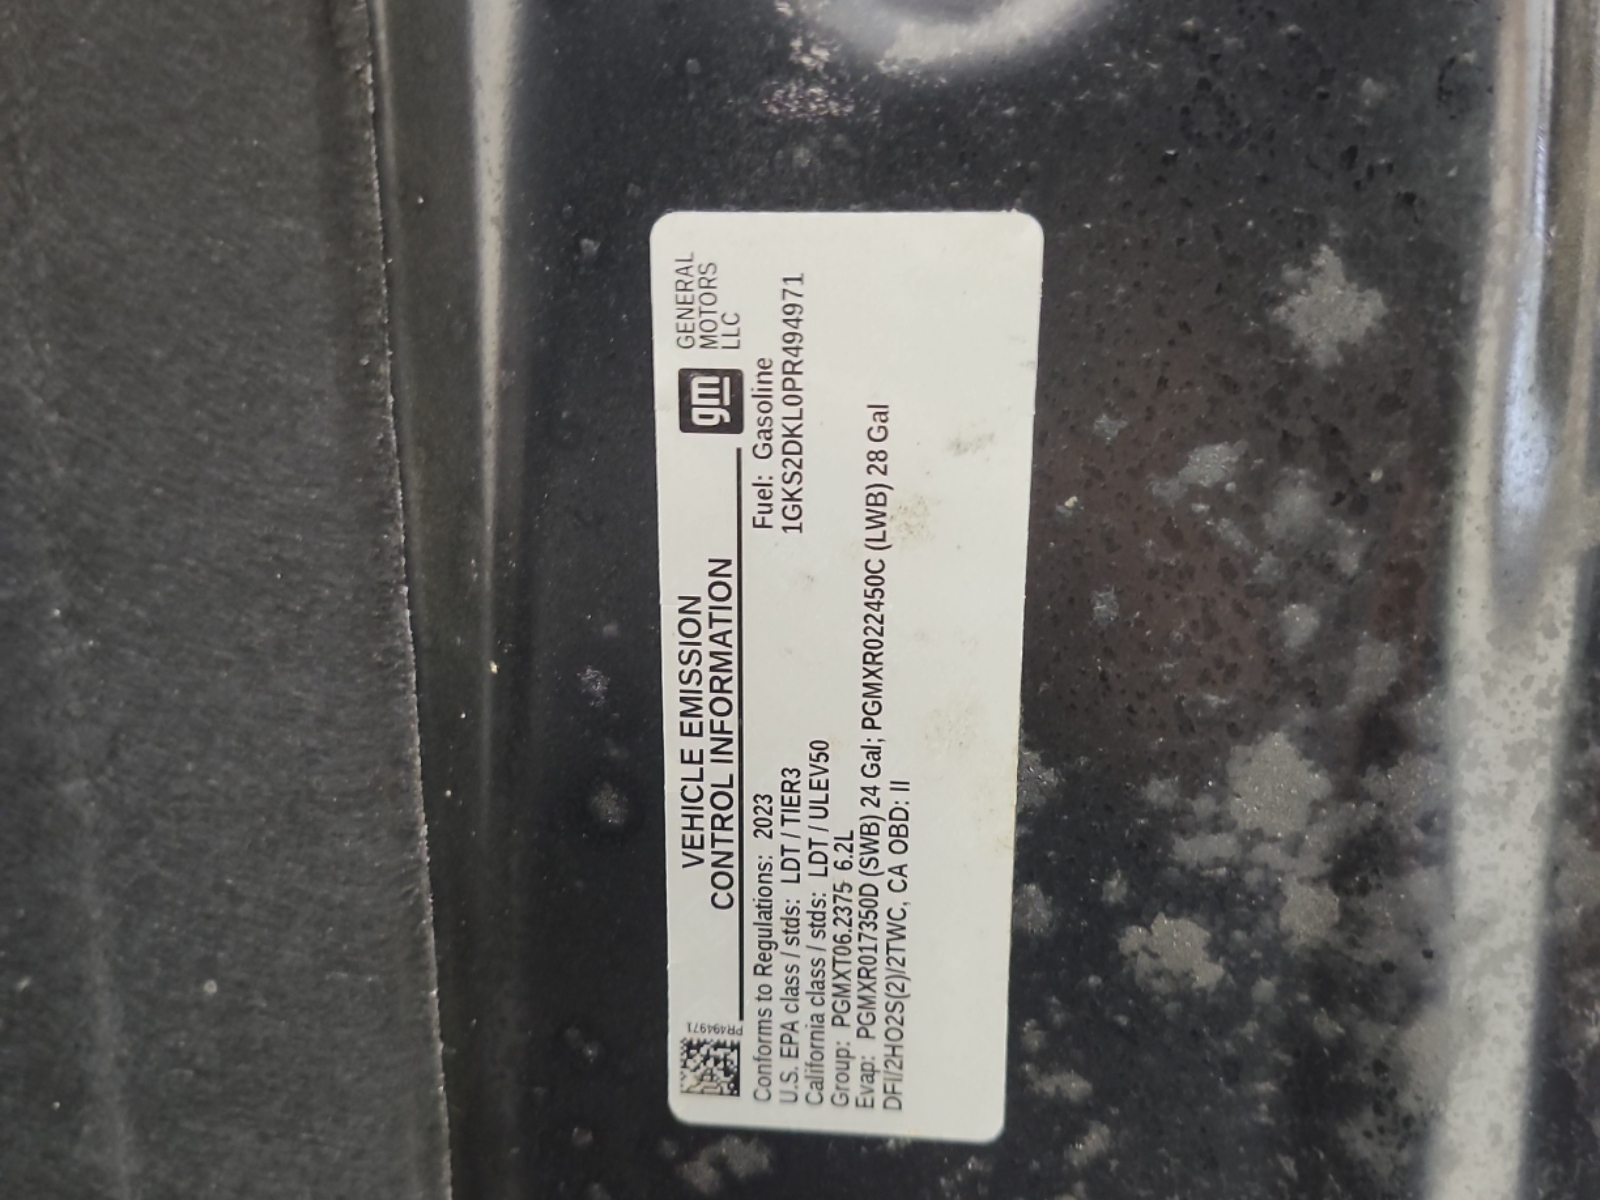 VEHICLE EMISSION
CONTROL INFORMATION
gm
GENERAL
MOTORS
LLC
PR494971
Conforms to Regulations: 2023
Fuel: Gasoline
U.S. EPA class / stds: LDT / TIER3
1GKS2DKL0PR494971
California class / stds: LDT / ULEV50
Group: PGMXT06.2375 6.2L
Evap: PGMXR017350D (SWB) 24 Gal; PGMXR022450C (LWB) 28 Gal
DFI/2HO2S(2)/2TWC, CA OBD: II